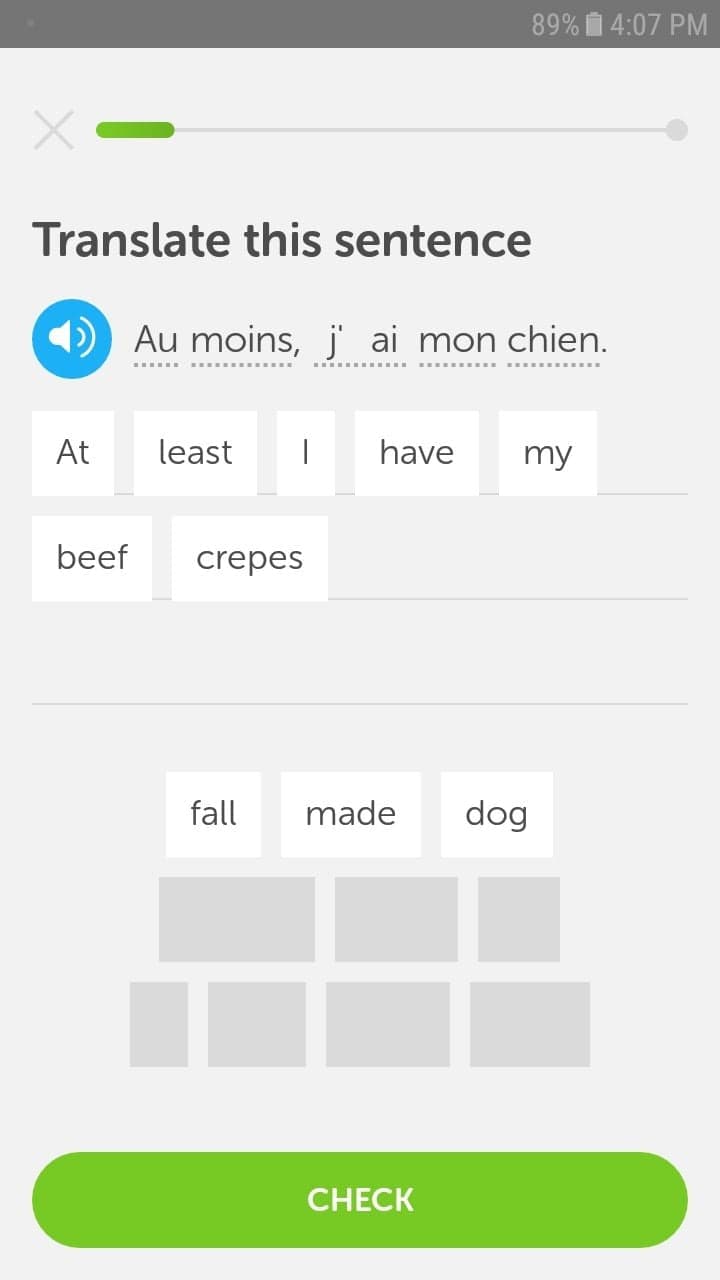 89% 4:07 PM
Translate this sentence
Au moins, j' ai mon chien.
At least I have my
beef crepes
fall made dog
CHECK